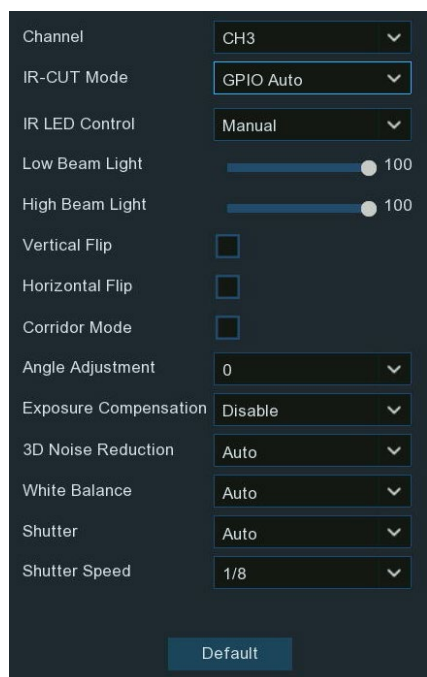 Channel CH3
IR-CUT Mode GPIO Auto
IR LED Control Manual
Low Beam Light 100
High Beam Light 100
Vertical Flip
Horizontal Flip
Corridor Mode
Angle Adjustment 0
Exposure Compensation Disable
3D Noise Reduction Auto
White Balance Auto
Shutter Auto
Shutter Speed 1/8
Default